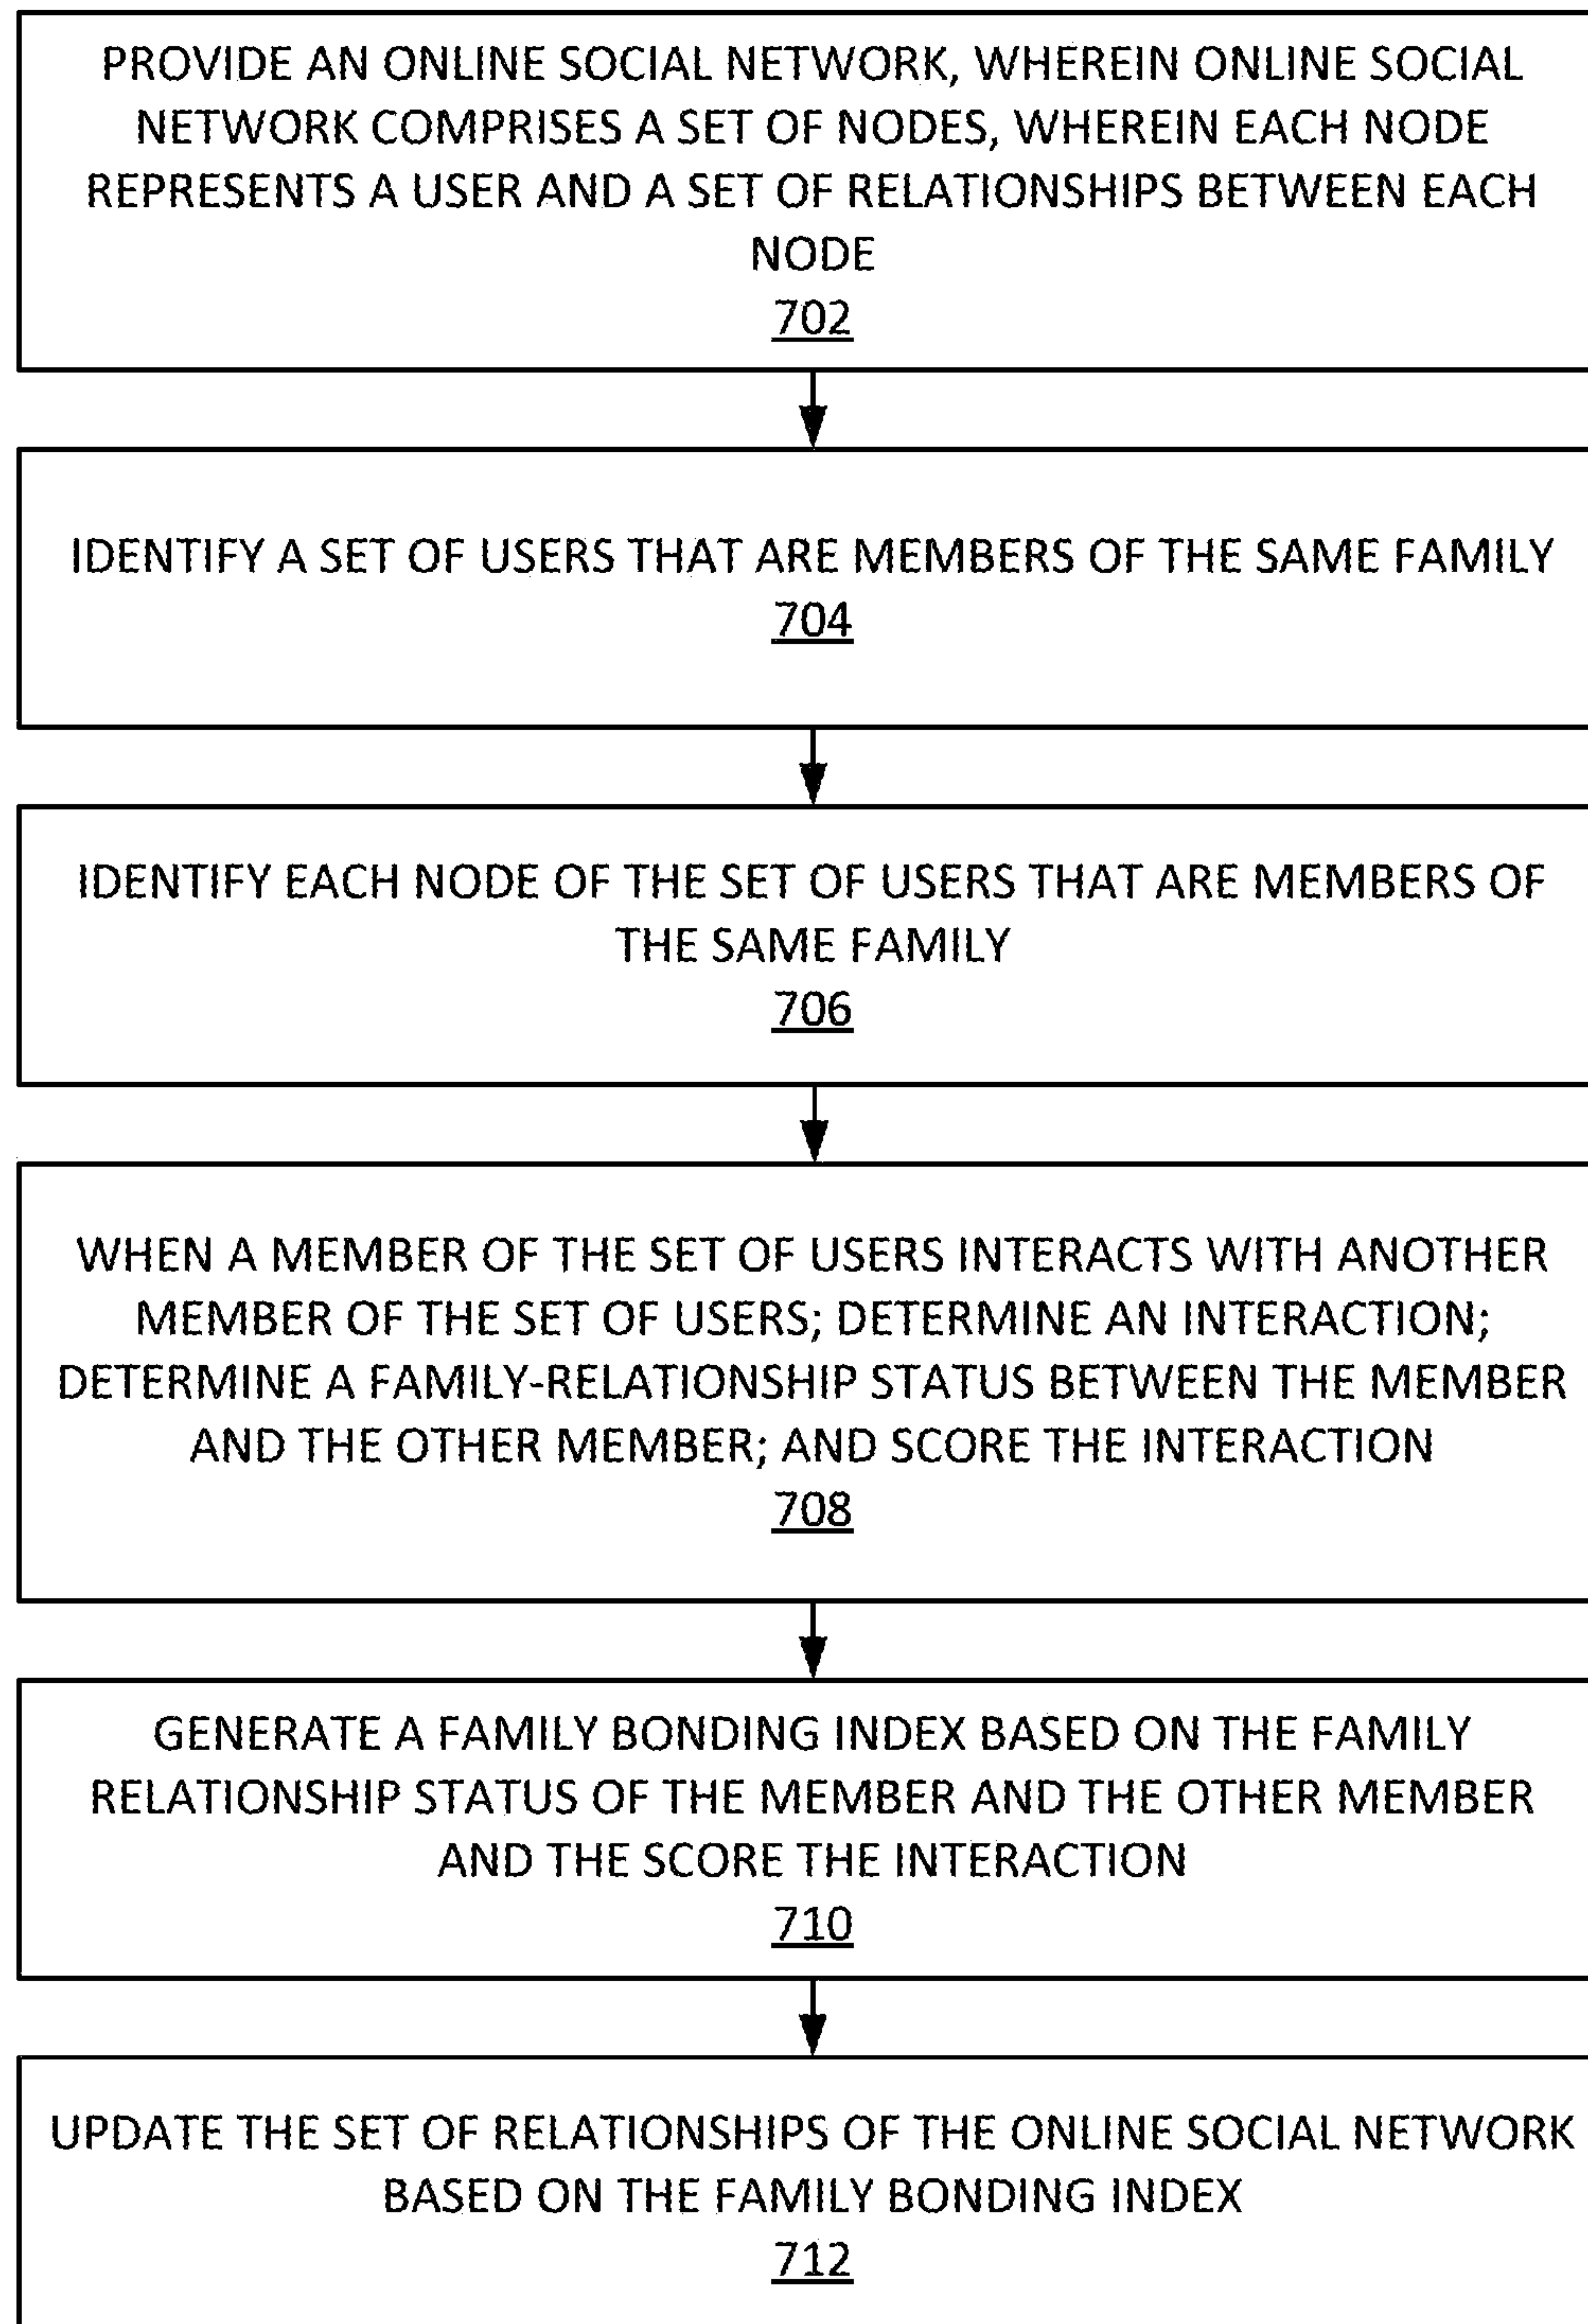 PROVIDE AN ONLINE SOCIAL NETWORK, WHEREIN ONLINE SOCIAL
NETWORK COMPRISES A SET OF NODES, WHEREIN EACH NODE
REPRESENTS A USER AND A SET OF RELATIONSHIPS BETWEEN EACH
NODE
702
IDENTIFY A SET OF USERS THAT ARE MEMBERS OF THE SAME FAMILY
704
IDENTIFY EACH NODE OF THE SET OF USERS THAT ARE MEMBERS OF
THE SAME FAMILY
706
WHEN A MEMBER OF THE SET OF USERS INTERACTS WITH ANOTHER
MEMBER OF THE SET OF USERS; DETERMINE AN INTERACTION;
DETERMINE A FAMILY-RELATIONSHIP STATUS BETWEEN THE MEMBER
AND THE OTHER MEMBER; AND SCORE THE INTERACTION
708
GENERATE A FAMILY BONDING INDEX BASED ON THE FAMILY
RELATIONSHIP STATUS OF THE MEMBER AND THE OTHER MEMBER
AND THE SCORE THE INTERACTION
710
UPDATE THE SET OF RELATIONSHIPS OF THE ONLINE SOCIAL NETWORK
BASED ON THE FAMILY BONDING INDEX
712